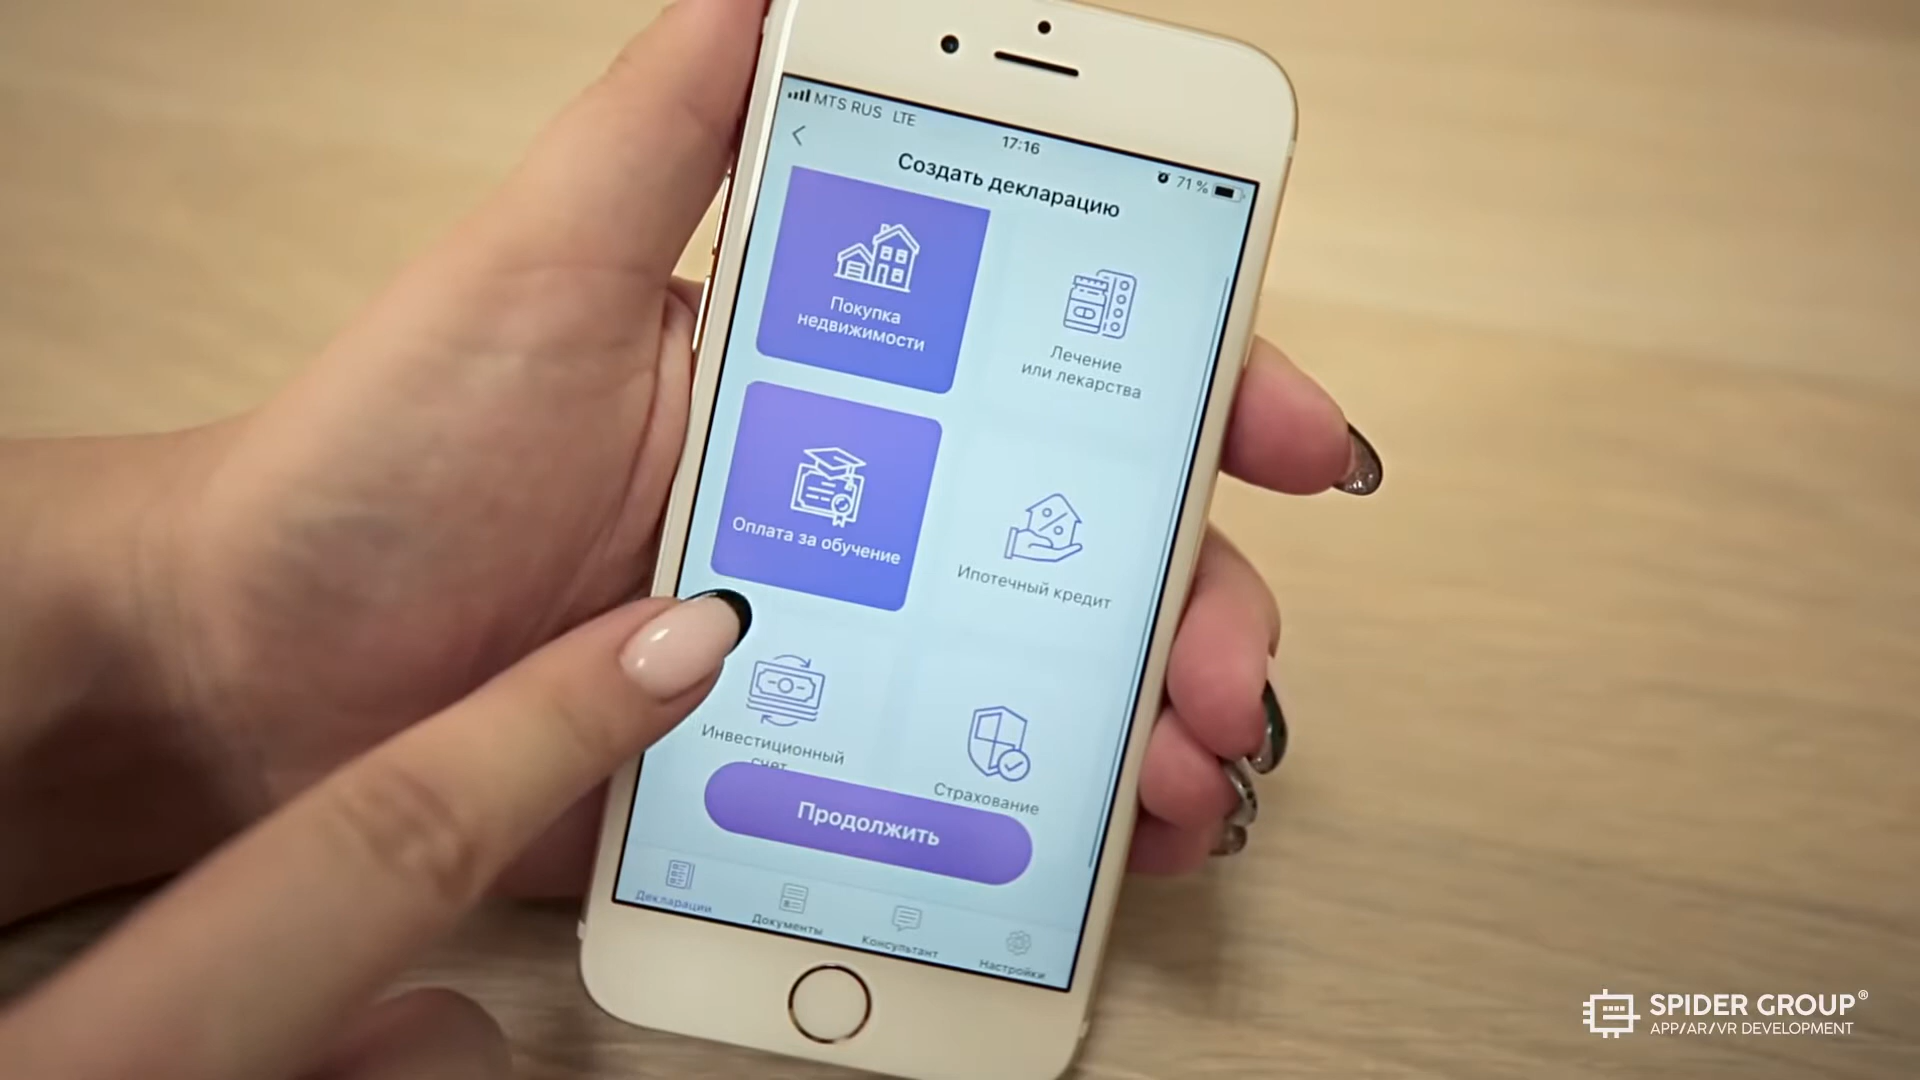 MTS RUS LTE
17:16
71 %
Создать декларацию
Покупка
недвижимости
Лечение
или лекарства
Оплата за обучение
Ипотечный кредит
Инвестиционный
счет
Страхование
Продолжить
Декларации
Документы
Консультант
Настройки
SPIDER GROUP®
APP/AR/VR DEVELOPMENT